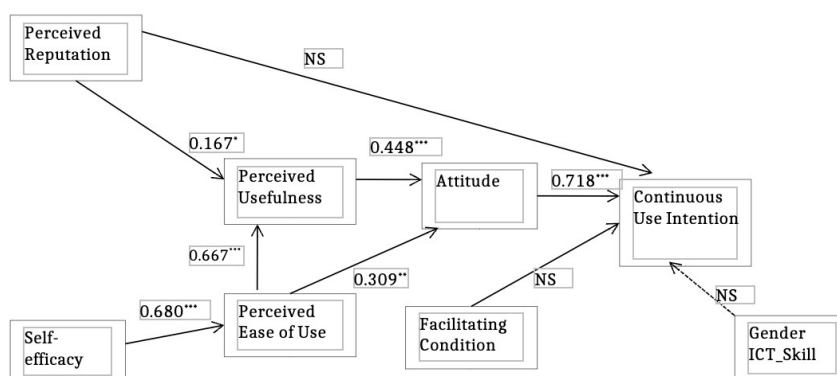 Perceived
Reputation
NS
0.167*
0.448***
Perceived
Usefulness
Attitude
0.718***
Continuous
Use Intention
0.667***
0.309**
NS
NS
0.680***
Perceived
Ease of Use
Facilitating
Condition
Self-
efficacy
Gender
ICT_Skill